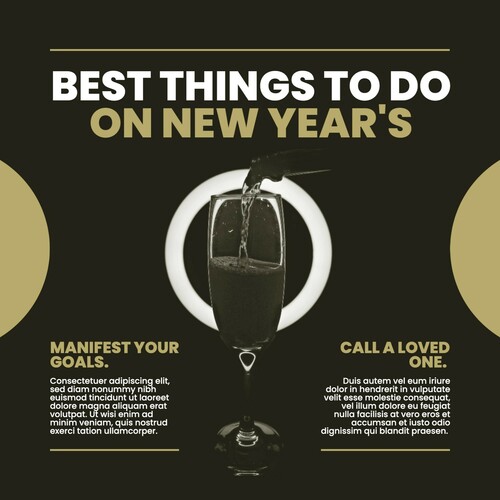 BEST THINGS TO DO
ON NEW YEAR'S
MANIFEST YOUR
GOALS.
Consectetuer adipiscing elit,
sed diam nonummy nibh
euismod tincidunt ut laoreet
dolore magna aliquam erat
volutpat. Ut wisi enim ad
minim veniam, quis nostrud
exerci tation ullamcorper.
CALL A LOVED
ONE.
Duis autem vel eum iriure
dolor in hendrerit in vulputate
velit esse molestie consequat,
vel illum dolore eu feugiat
nulla facilisis at vero eros et
accumsan et iusto odio
dignissim qui blandit praesen.